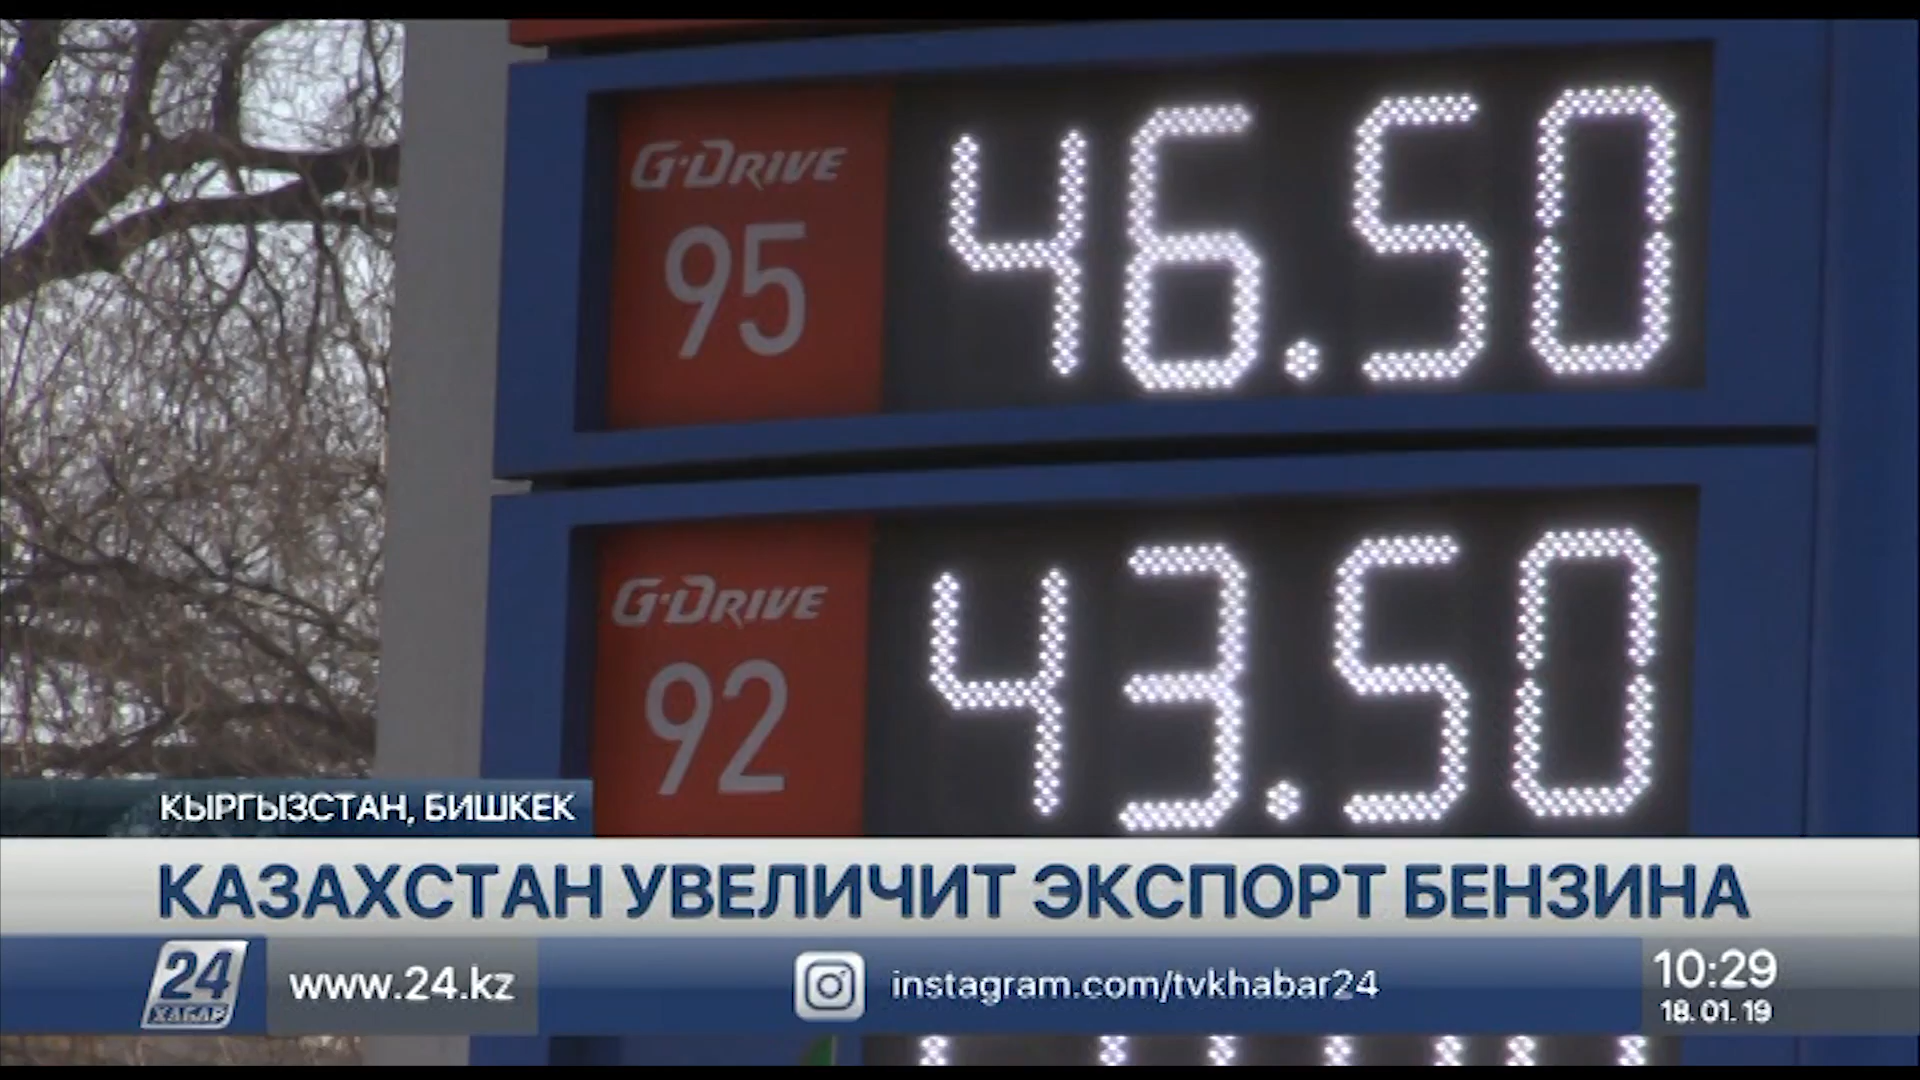 G-DRIVE
95
46.50
G-DRIVE
92
43.50
КЫРГЫЗСТАН, БИШКЕК
КАЗАХСТАН УВЕЛИЧИТ ЭКСПОРТ БЕНЗИНА
24
ХАБАР
www.24.kz
instagram.com/tvkhabar24
10:29
18.01.19